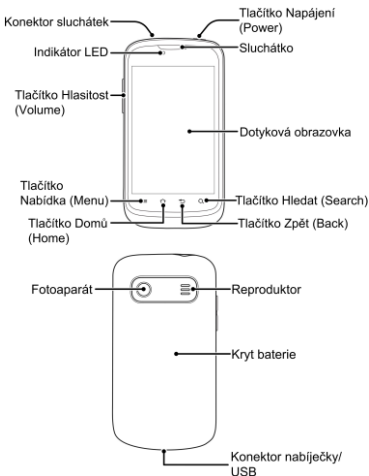 Konektor sluchátek
Tlačítko Napájení
(Power)
Indikátor LED
Sluchátko
Tlačítko Hlasitost
(Volume)
Dotyková obrazovka
Tlačítko
Nabídka (Menu)
Tlačítko Hledat (Search)
Tlačítko Domů
(Home)
Tlačítko Zpět (Back)
Fotoaparát
Reproduktor
Kryt baterie
Konektor nabíječky/
USB